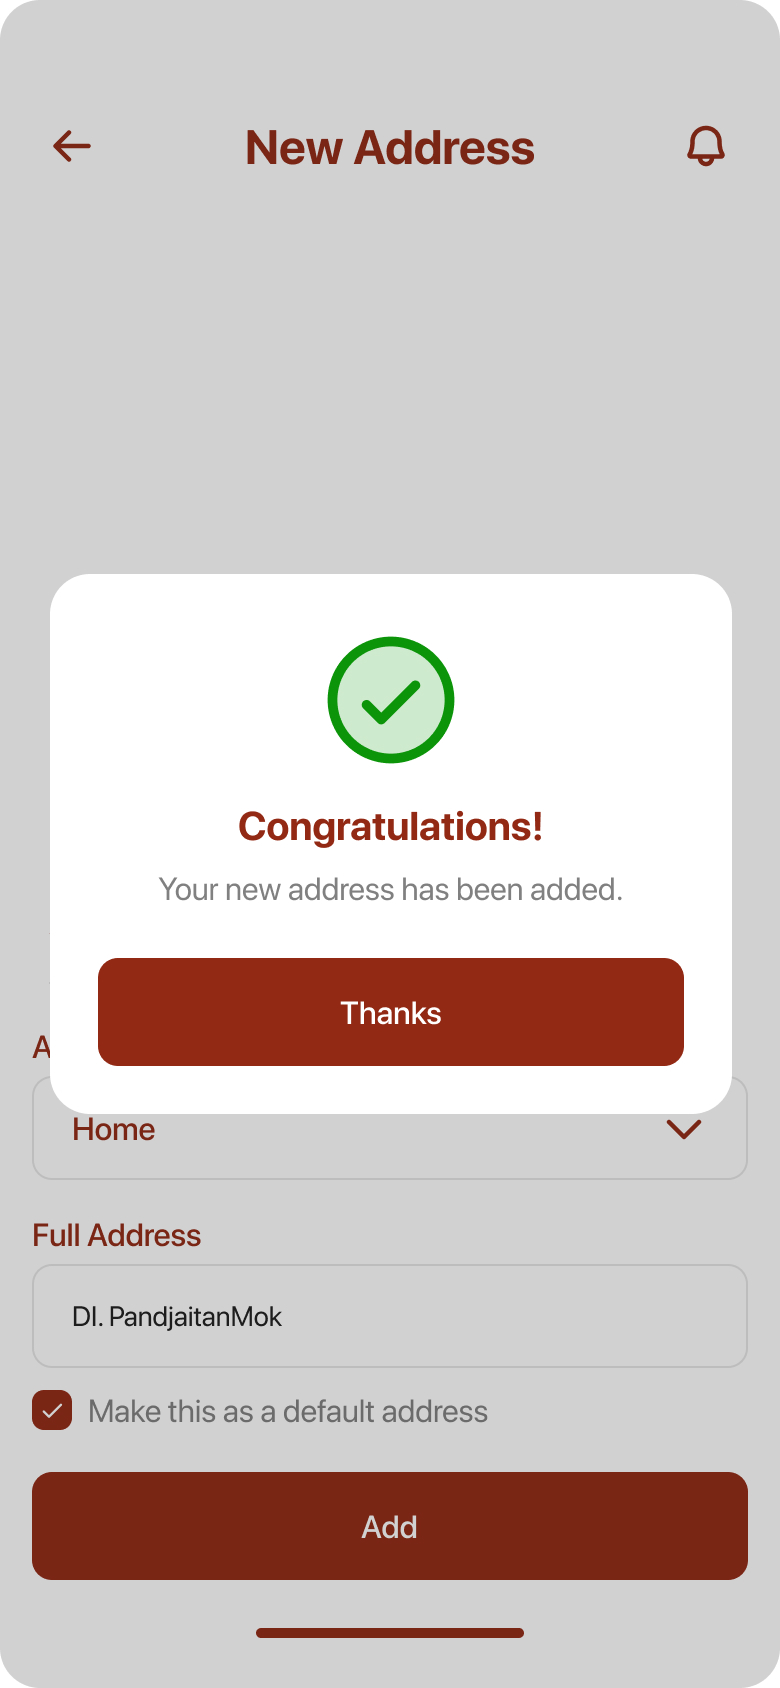 New Address
Congratulations!
Your new address has been added.
Thanks
Home
Full Address
Dl. PandjaitanMok
Make this as a default address
Add